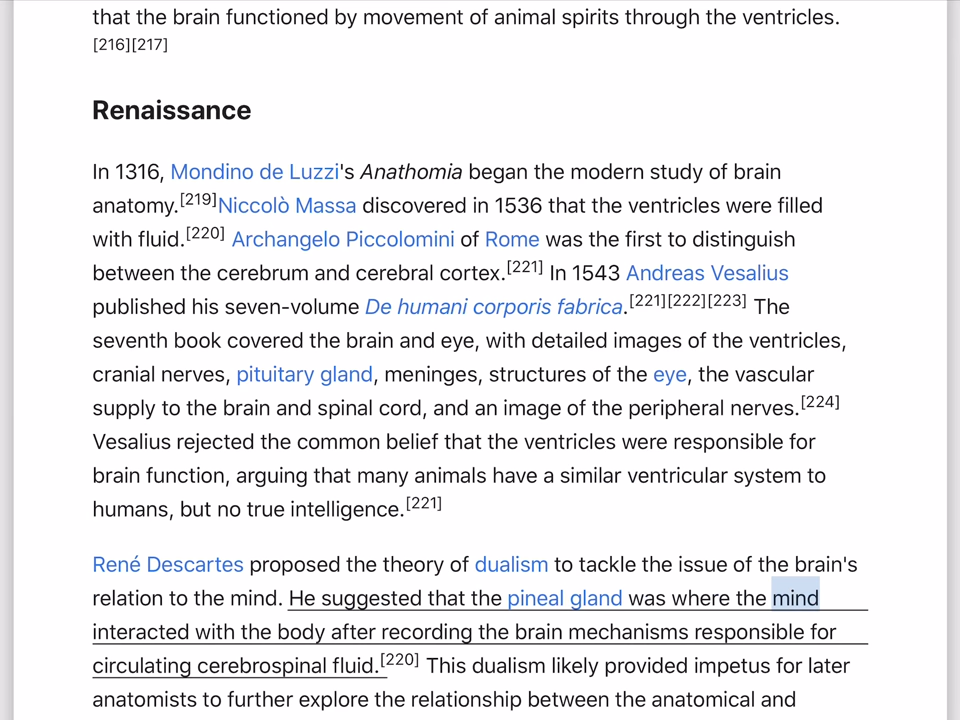 that the brain functioned by movement of animal spirits through the ventricles.
[216][217]
Renaissance
In 1316, Mondino de Luzzi's Anathomia began the modern study of brain
anatomy.[219]Niccolò Massa discovered in 1536 that the ventricles were filled
with fluid.[220] Archangelo Piccolomini of Rome was the first to distinguish
between the cerebrum and cerebral cortex.[221] In 1543 Andreas Vesalius
published his seven-volume De humani corporis fabrica.[221][222][223] The
seventh book covered the brain and eye, with detailed images of the ventricles,
cranial nerves, pituitary gland, meninges, structures of the eye, the vascular
supply to the brain and spinal cord, and an image of the peripheral nerves.[224]
Vesalius rejected the common belief that the ventricles were responsible for
brain function, arguing that many animals have a similar ventricular system to
humans, but no true intelligence.[221]
René Descartes proposed the theory of dualism to tackle the issue of the brain's
relation to the mind. He suggested that the pineal gland was where the mind
interacted with the body after recording the brain mechanisms responsible for
circulating cerebrospinal fluid.[220] This dualism likely provided impetus for later
anatomists to further explore the relationship between the anatomical and